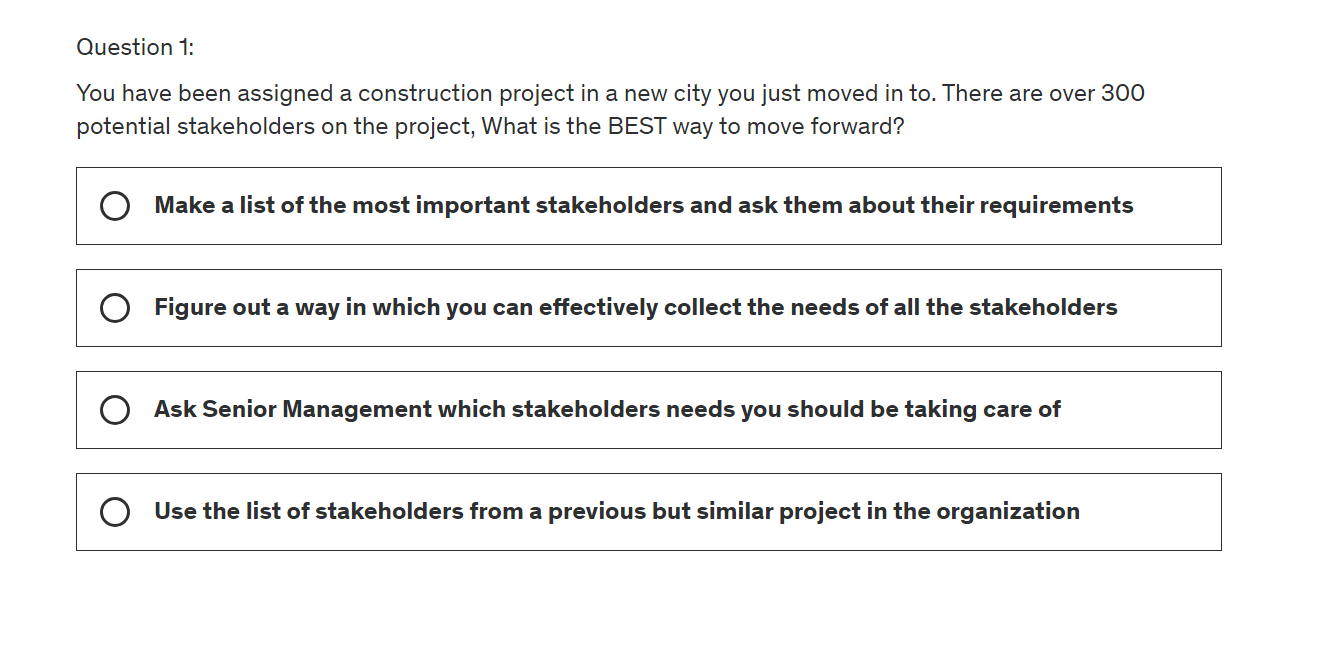 Question 1:
You have been assigned a construction project in a new city you just moved in to. There are over 300
potential stakeholders on the project, What is the BEST way to move forward?
Make a list of the most important stakeholders and ask them about their requirements
Figure out a way in which you can effectively collect the needs of all the stakeholders
Ask Senior Management which stakeholders needs you should be taking care of
Use the list of stakeholders from a previous but similar project in the organization